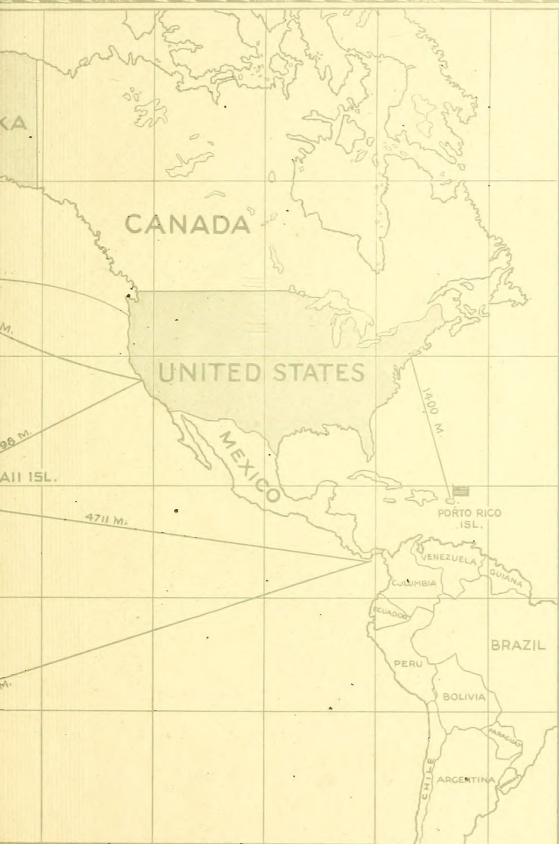 KA
CANADA
M.
UNITED STATES
1400 M.
98 M.
MEXICO
AII ISL.
PORTO RICO
ISL.
4711 M.
VENEZUELA
GUIANA
COLUMBIA
ECUADOR
BRAZIL
PERU
M.
BOLIVIA
PARAGUAY
CHILE
ARGENTINA